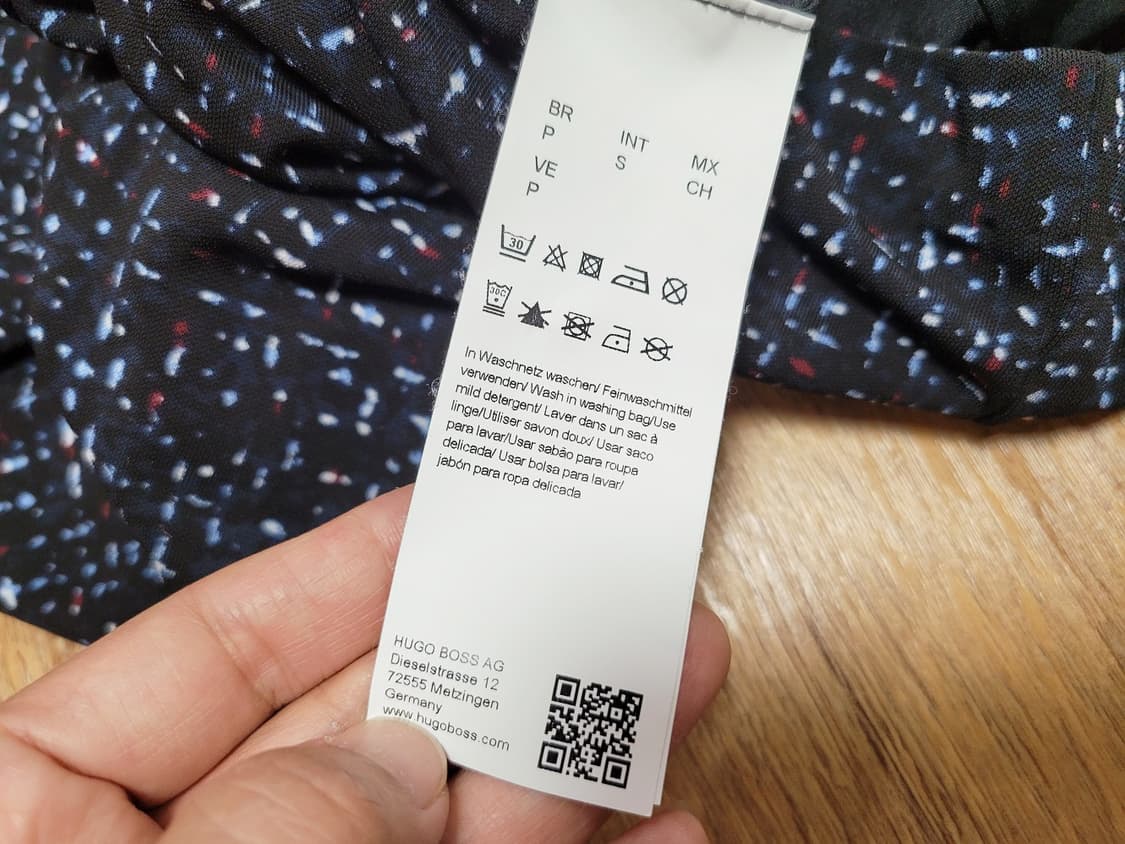 BR
P
INT
S
MX
CH
VE
P
30
30C
In Waschnetz waschen/ Feinwaschmittel
verwenden/ Wash in washing bag/Use
mild detergent/ Laver dans un sac à
linge/Utiliser savon doux/ Usar saco
para lavar/Usar sabão para roupa
delicada/ Usar bolsa para lavar/
jabón para ropa delicada
HUGO BOSS AG
Dieselstrasse 12
72555 Metzingen
Germany
www.hugoboss.com